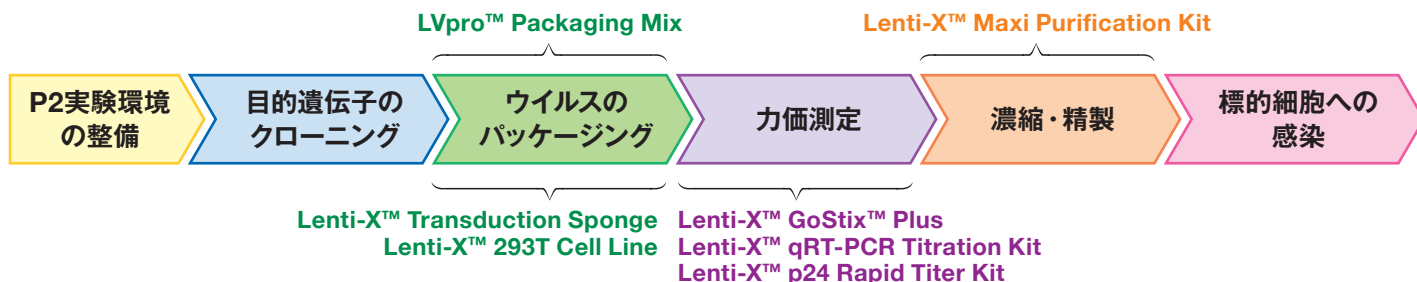 LVpro™ Packaging Mix
Lenti-X™ Maxi Purification Kit
P2実験環境
の整備
目的遺伝子の
クローニング
ウイルスの
パッケージング
力価測定
濃縮・精製
標的細胞への
感染
Lenti-X™ Transduction Sponge
Lenti-X™ 293T Cell Line
Lenti-X™ GoStix™ Plus
Lenti-X™ qRT-PCR Titration Kit
Lenti-X™ p24 Rapid Titer Kit